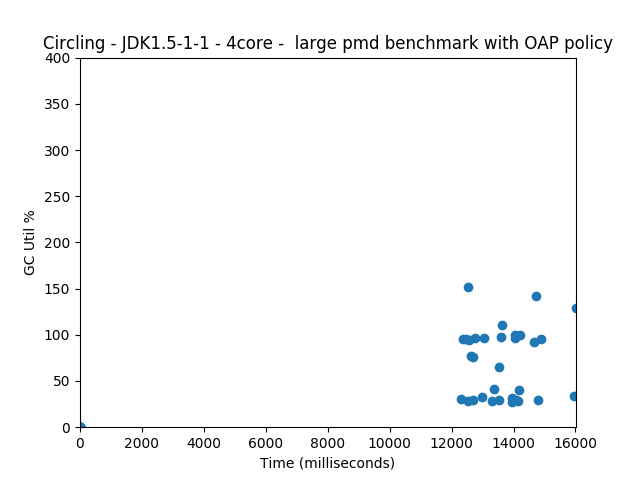 Circling - JDK1.5-1-1 - 4core -  large pmd benchmark with OAP policy
400
350
300
250
200
150
100
50
0
GC Util %
0 2000 4000 6000 8000 10000 12000 14000 16000
Time (milliseconds)